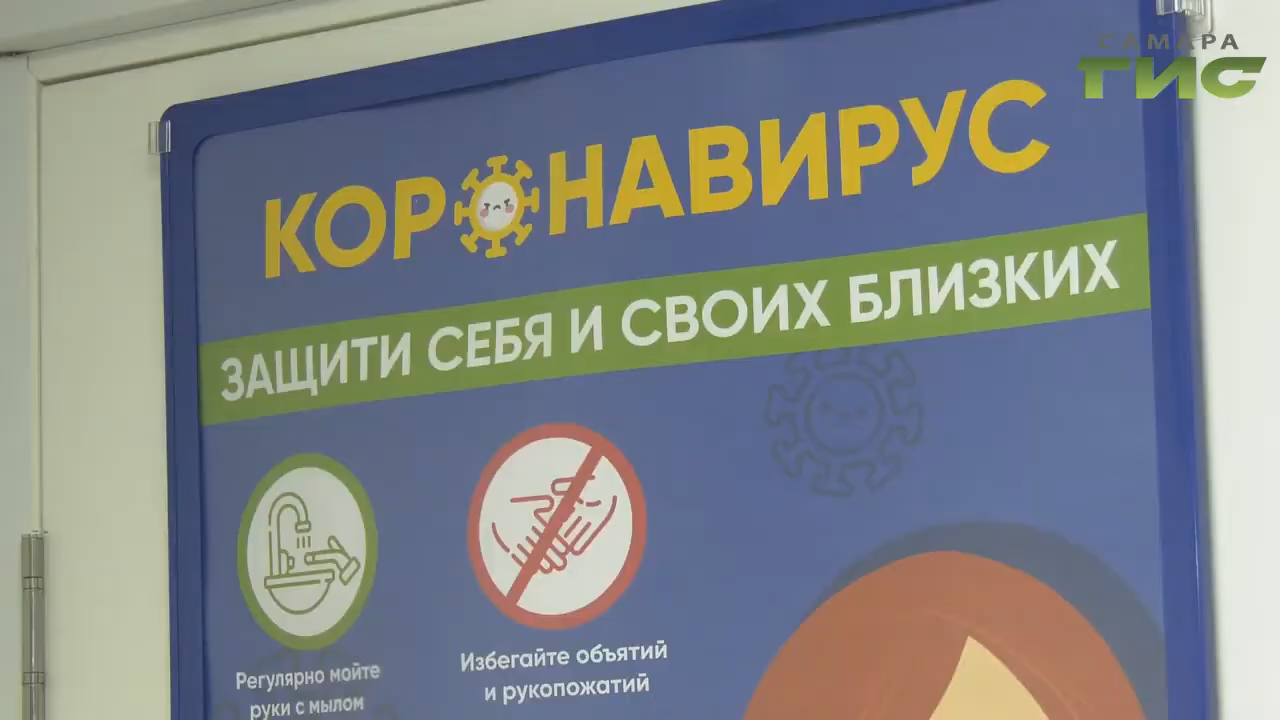 САМАРА
ГИС
КОРОНАВИРУС
ЗАЩИТИ СЕБЯ И СВОИХ БЛИЗКИХ
Регулярно мойте
руки с мылом
Избегайте объятий
и рукопожатий